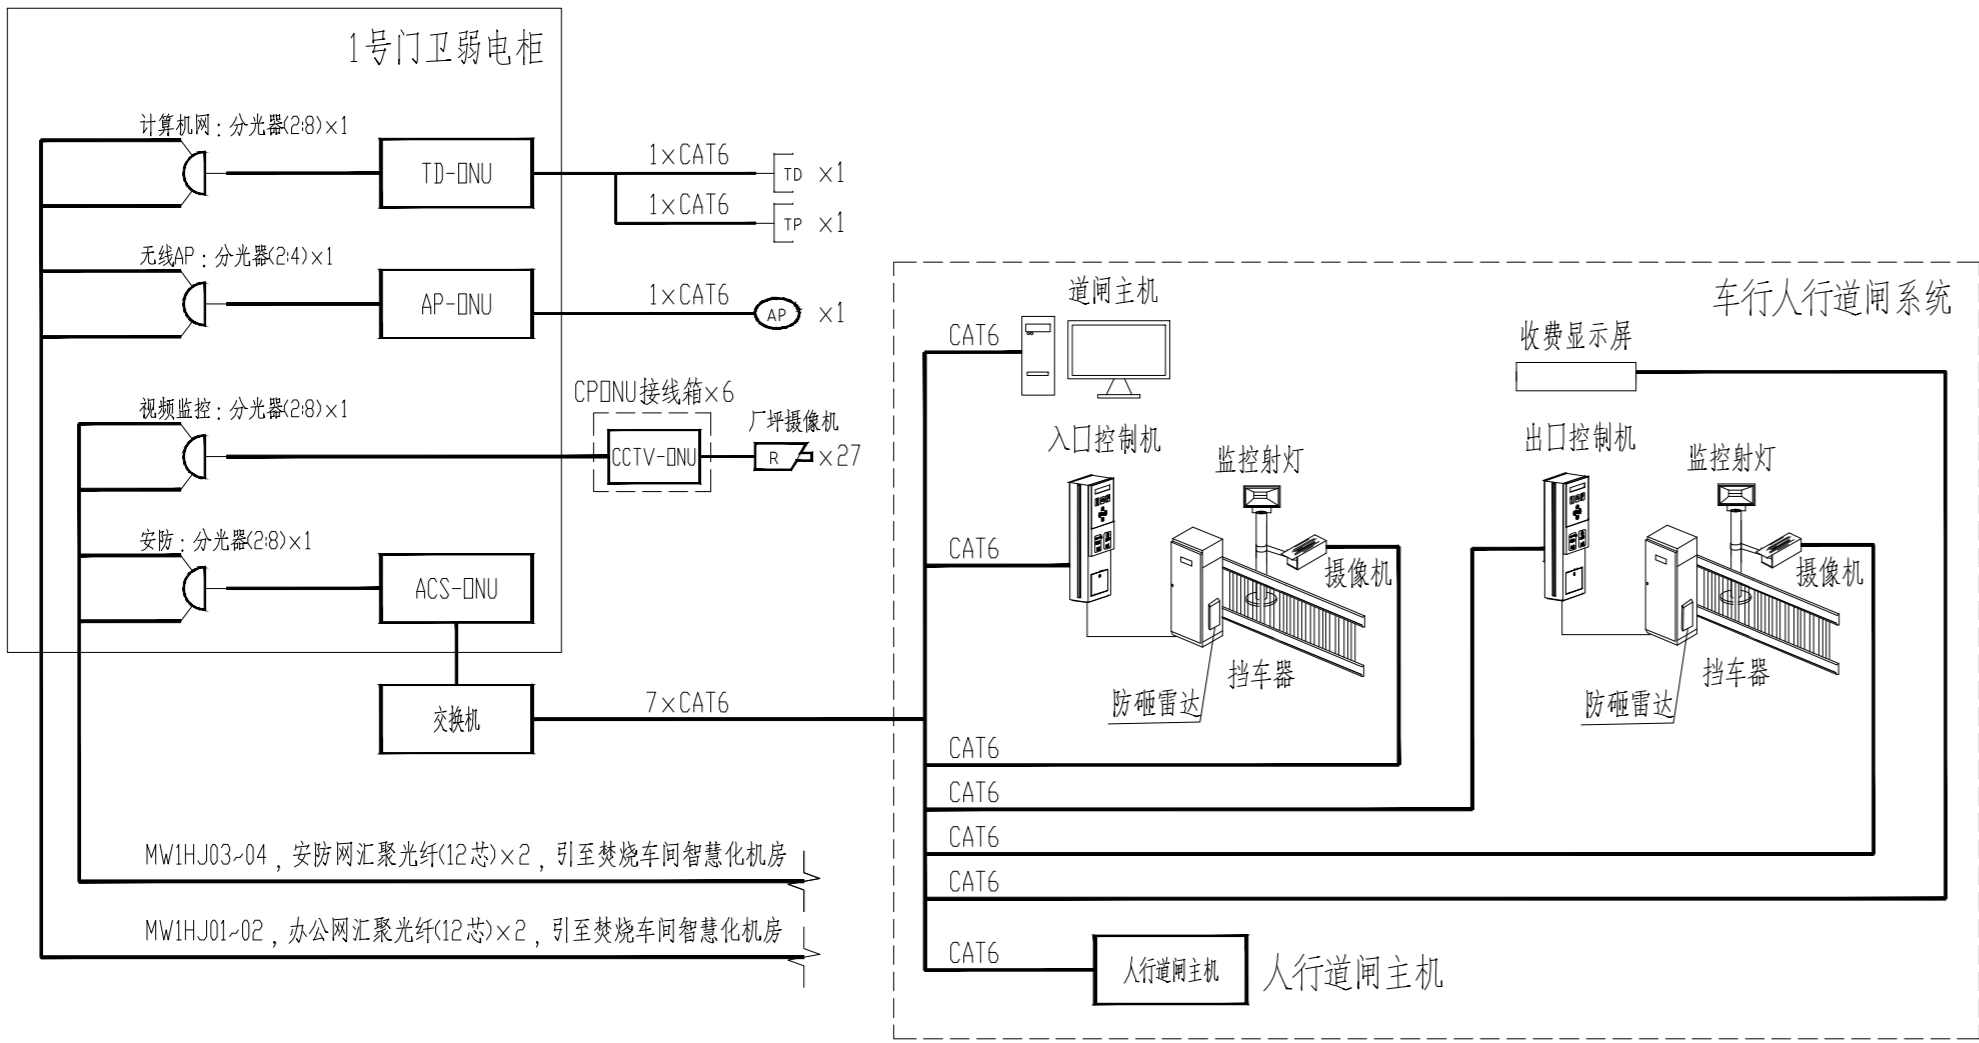 1号门卫弱电柜
计算机网：分光器(2:8)×1
TD-ONU
1×CAT6
TD ×1
1×CAT6
TP ×1
无线AP：分光器(2:4)×1
AP-ONU
1×CAT6
AP ×1
视频监控：分光器(2:8)×1
CPONU接线箱×6
CCTV-ONU
厂坪摄像机
R ×27
安防：分光器(2:8)×1
ACS-ONU
交换机
7×CAT6
MW1HJ03~04，安防网汇聚光纤(12芯)×2，引至焚烧车间智慧化机房
MW1HJ01~02，办公网汇聚光纤(12芯)×2，引至焚烧车间智慧化机房
车行人行道闸系统
道闸主机
CAT6
收费显示屏
入口控制机
监控射灯
CAT6
摄像机
挡车器
防砸雷达
出口控制机
监控射灯
摄像机
挡车器
防砸雷达
CAT6
CAT6
CAT6
CAT6
CAT6
人行道闸主机
人行道闸主机